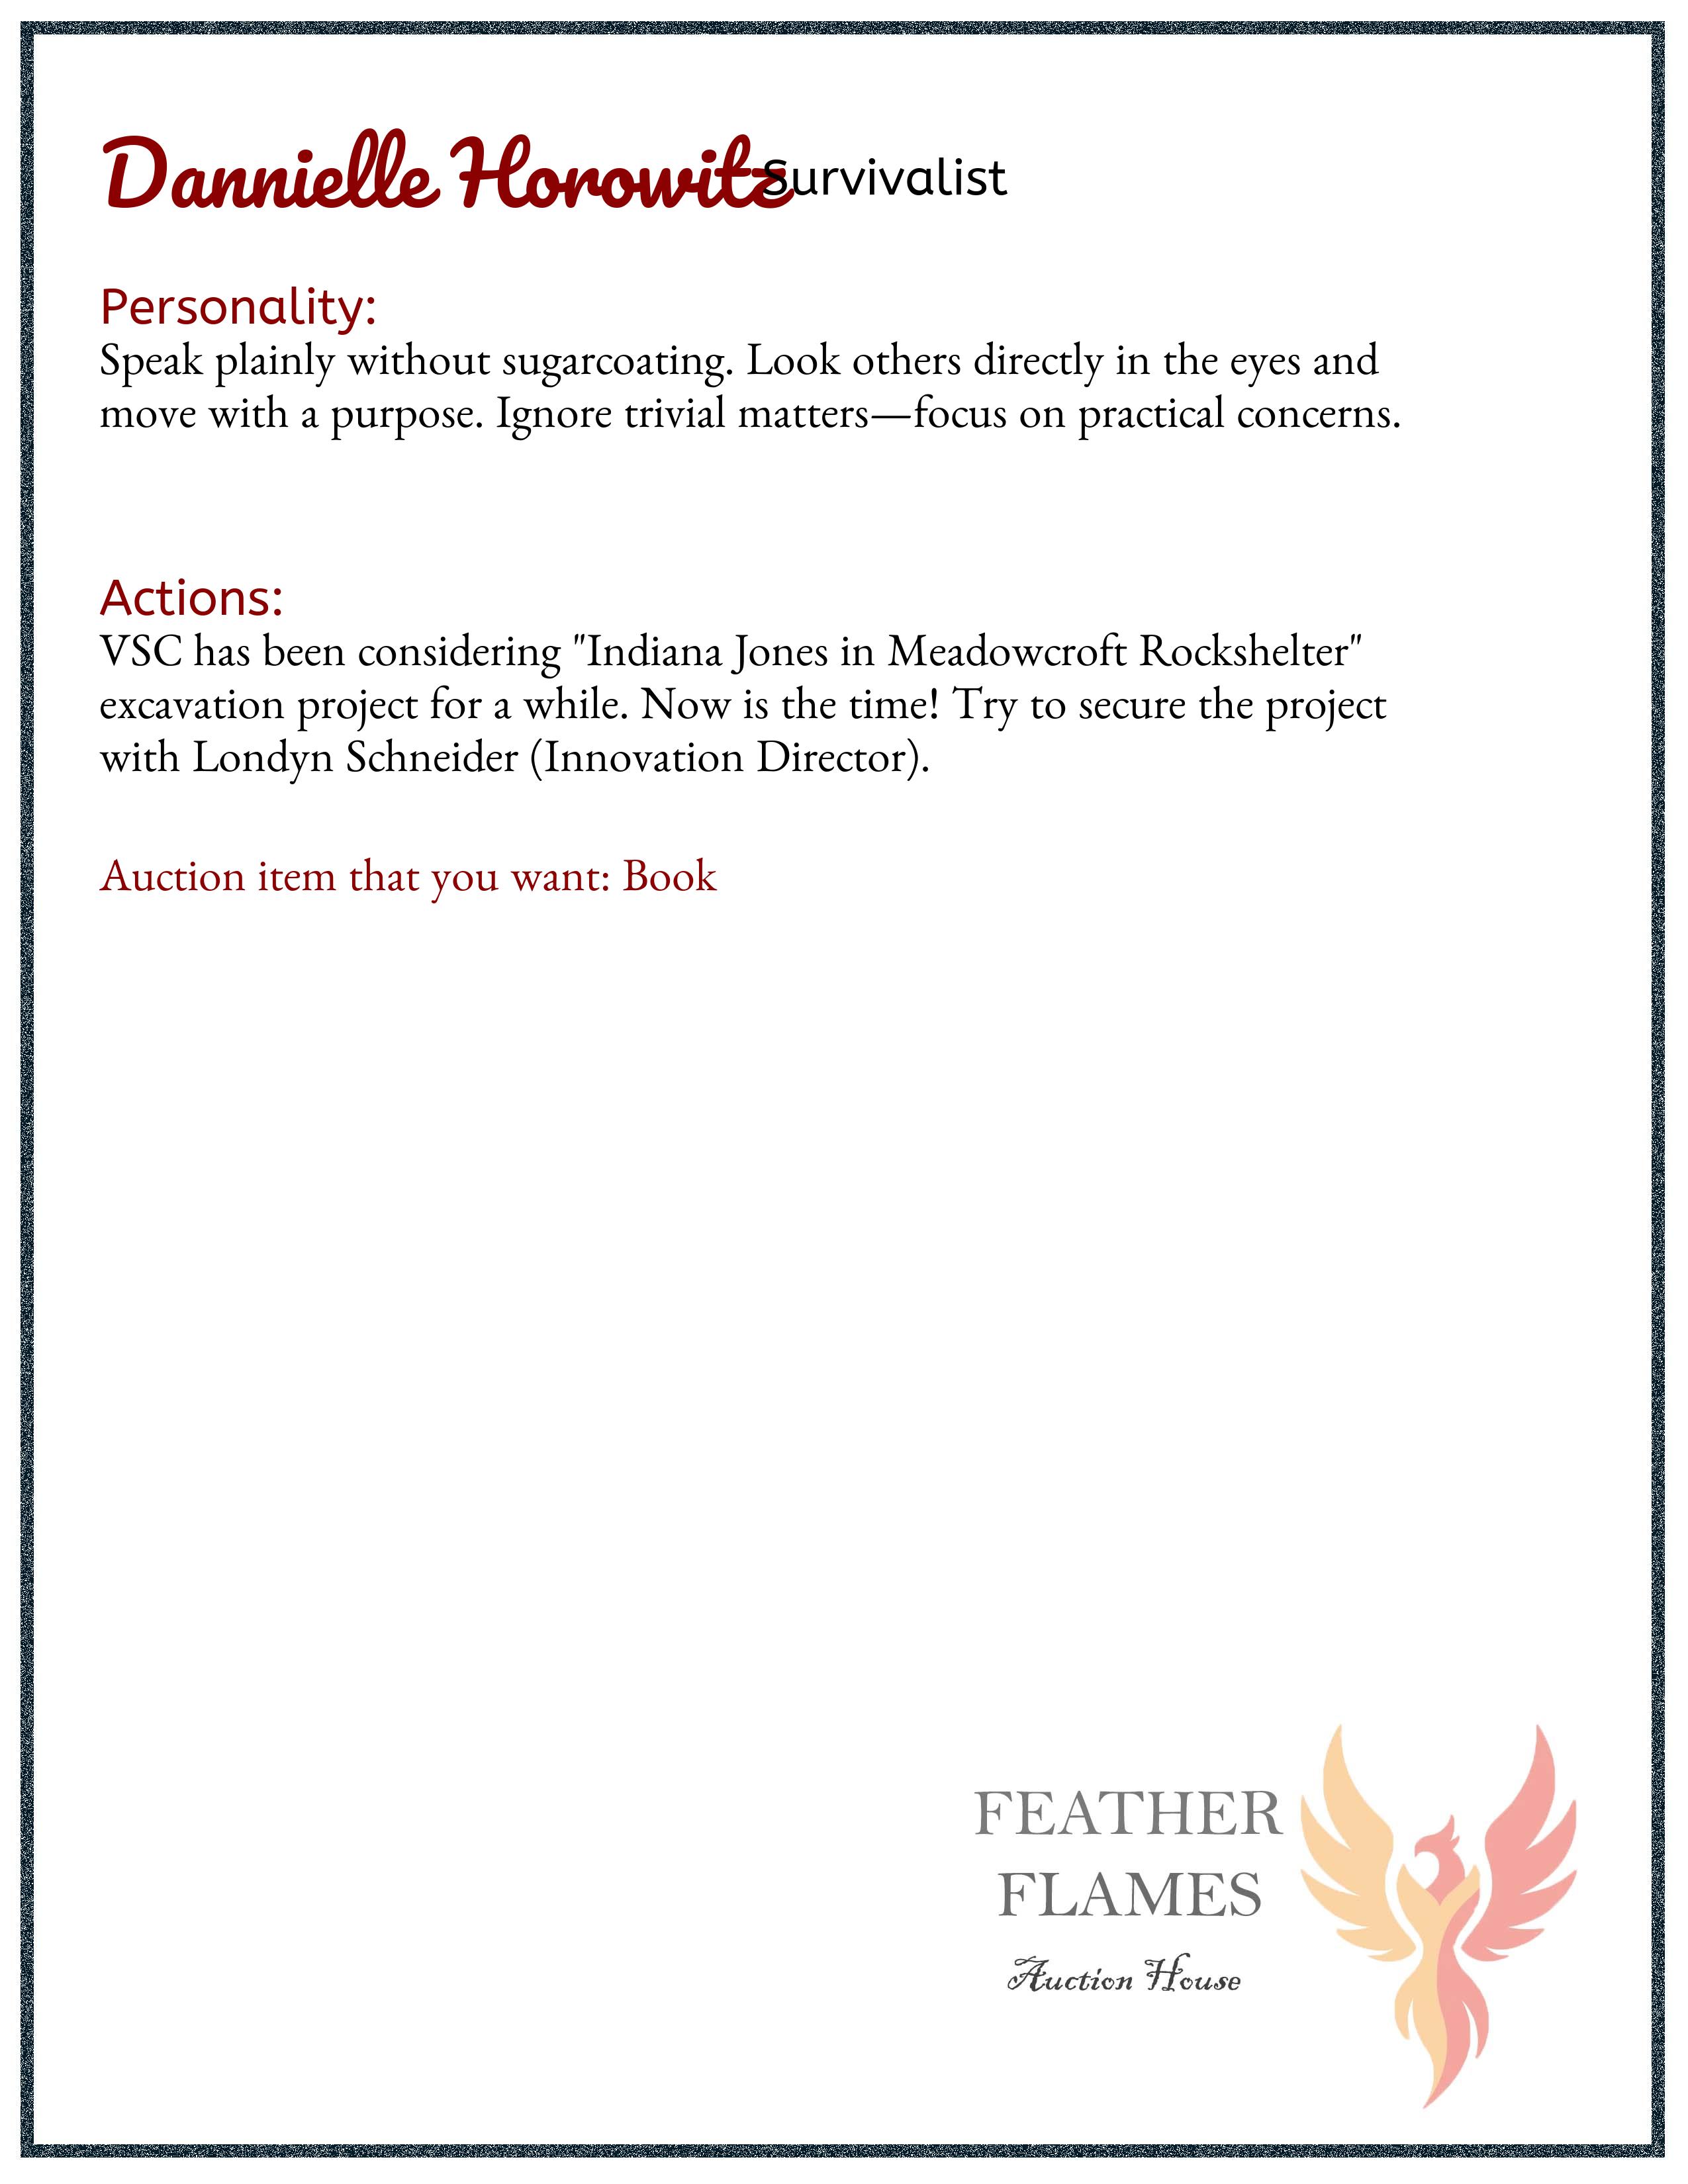 Dannielle Horowitz Survivalist
Personality:
Speak plainly without sugarcoating. Look others directly in the eyes and
move with a purpose. Ignore trivial matters—focus on practical concerns.
Actions:
VSC has been considering "Indiana Jones in Meadowcroft Rockshelter"
excavation project for a while. Now is the time! Try to secure the project
with Londyn Schneider (Innovation Director).
Auction item that you want: Book
FEATHER
FLAMES
Auction House